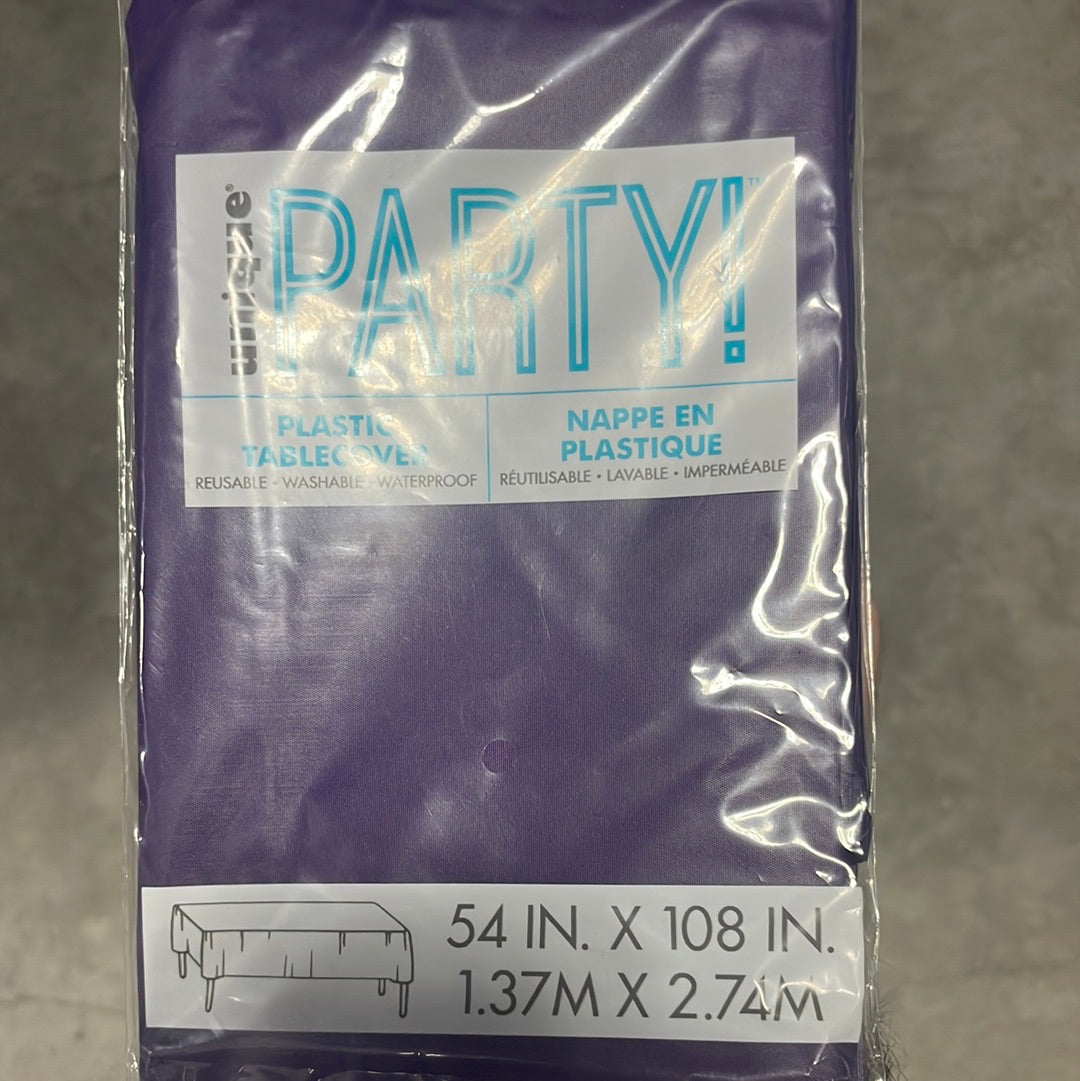 unique®
PARTY!™
PLASTIC
TABLECOVER
REUSABLE • WASHABLE • WATERPROOF
NAPPE EN
PLASTIQUE
RÉUTILISABLE • LAVABLE • IMPERMÉABLE
54 IN. X 108 IN.
1.37M X 2.74M